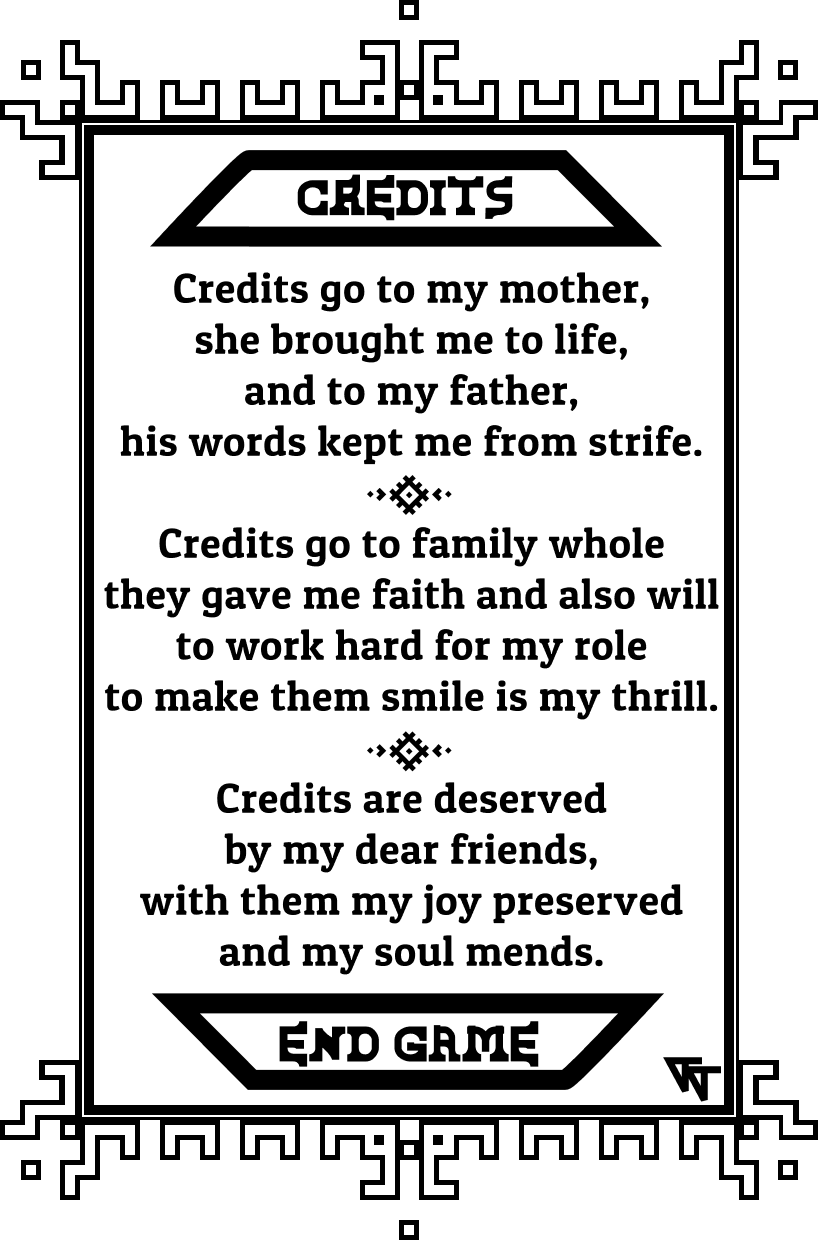 CREDITS
Credits go to my mother,
she brought me to life,
and to my father,
his words kept me from strife.
Credits go to family whole
they gave me faith and also will
to work hard for my role
to make them smile is my thrill.
Credits are deserved
by my dear friends,
with them my joy preserved
and my soul mends.
END GAME